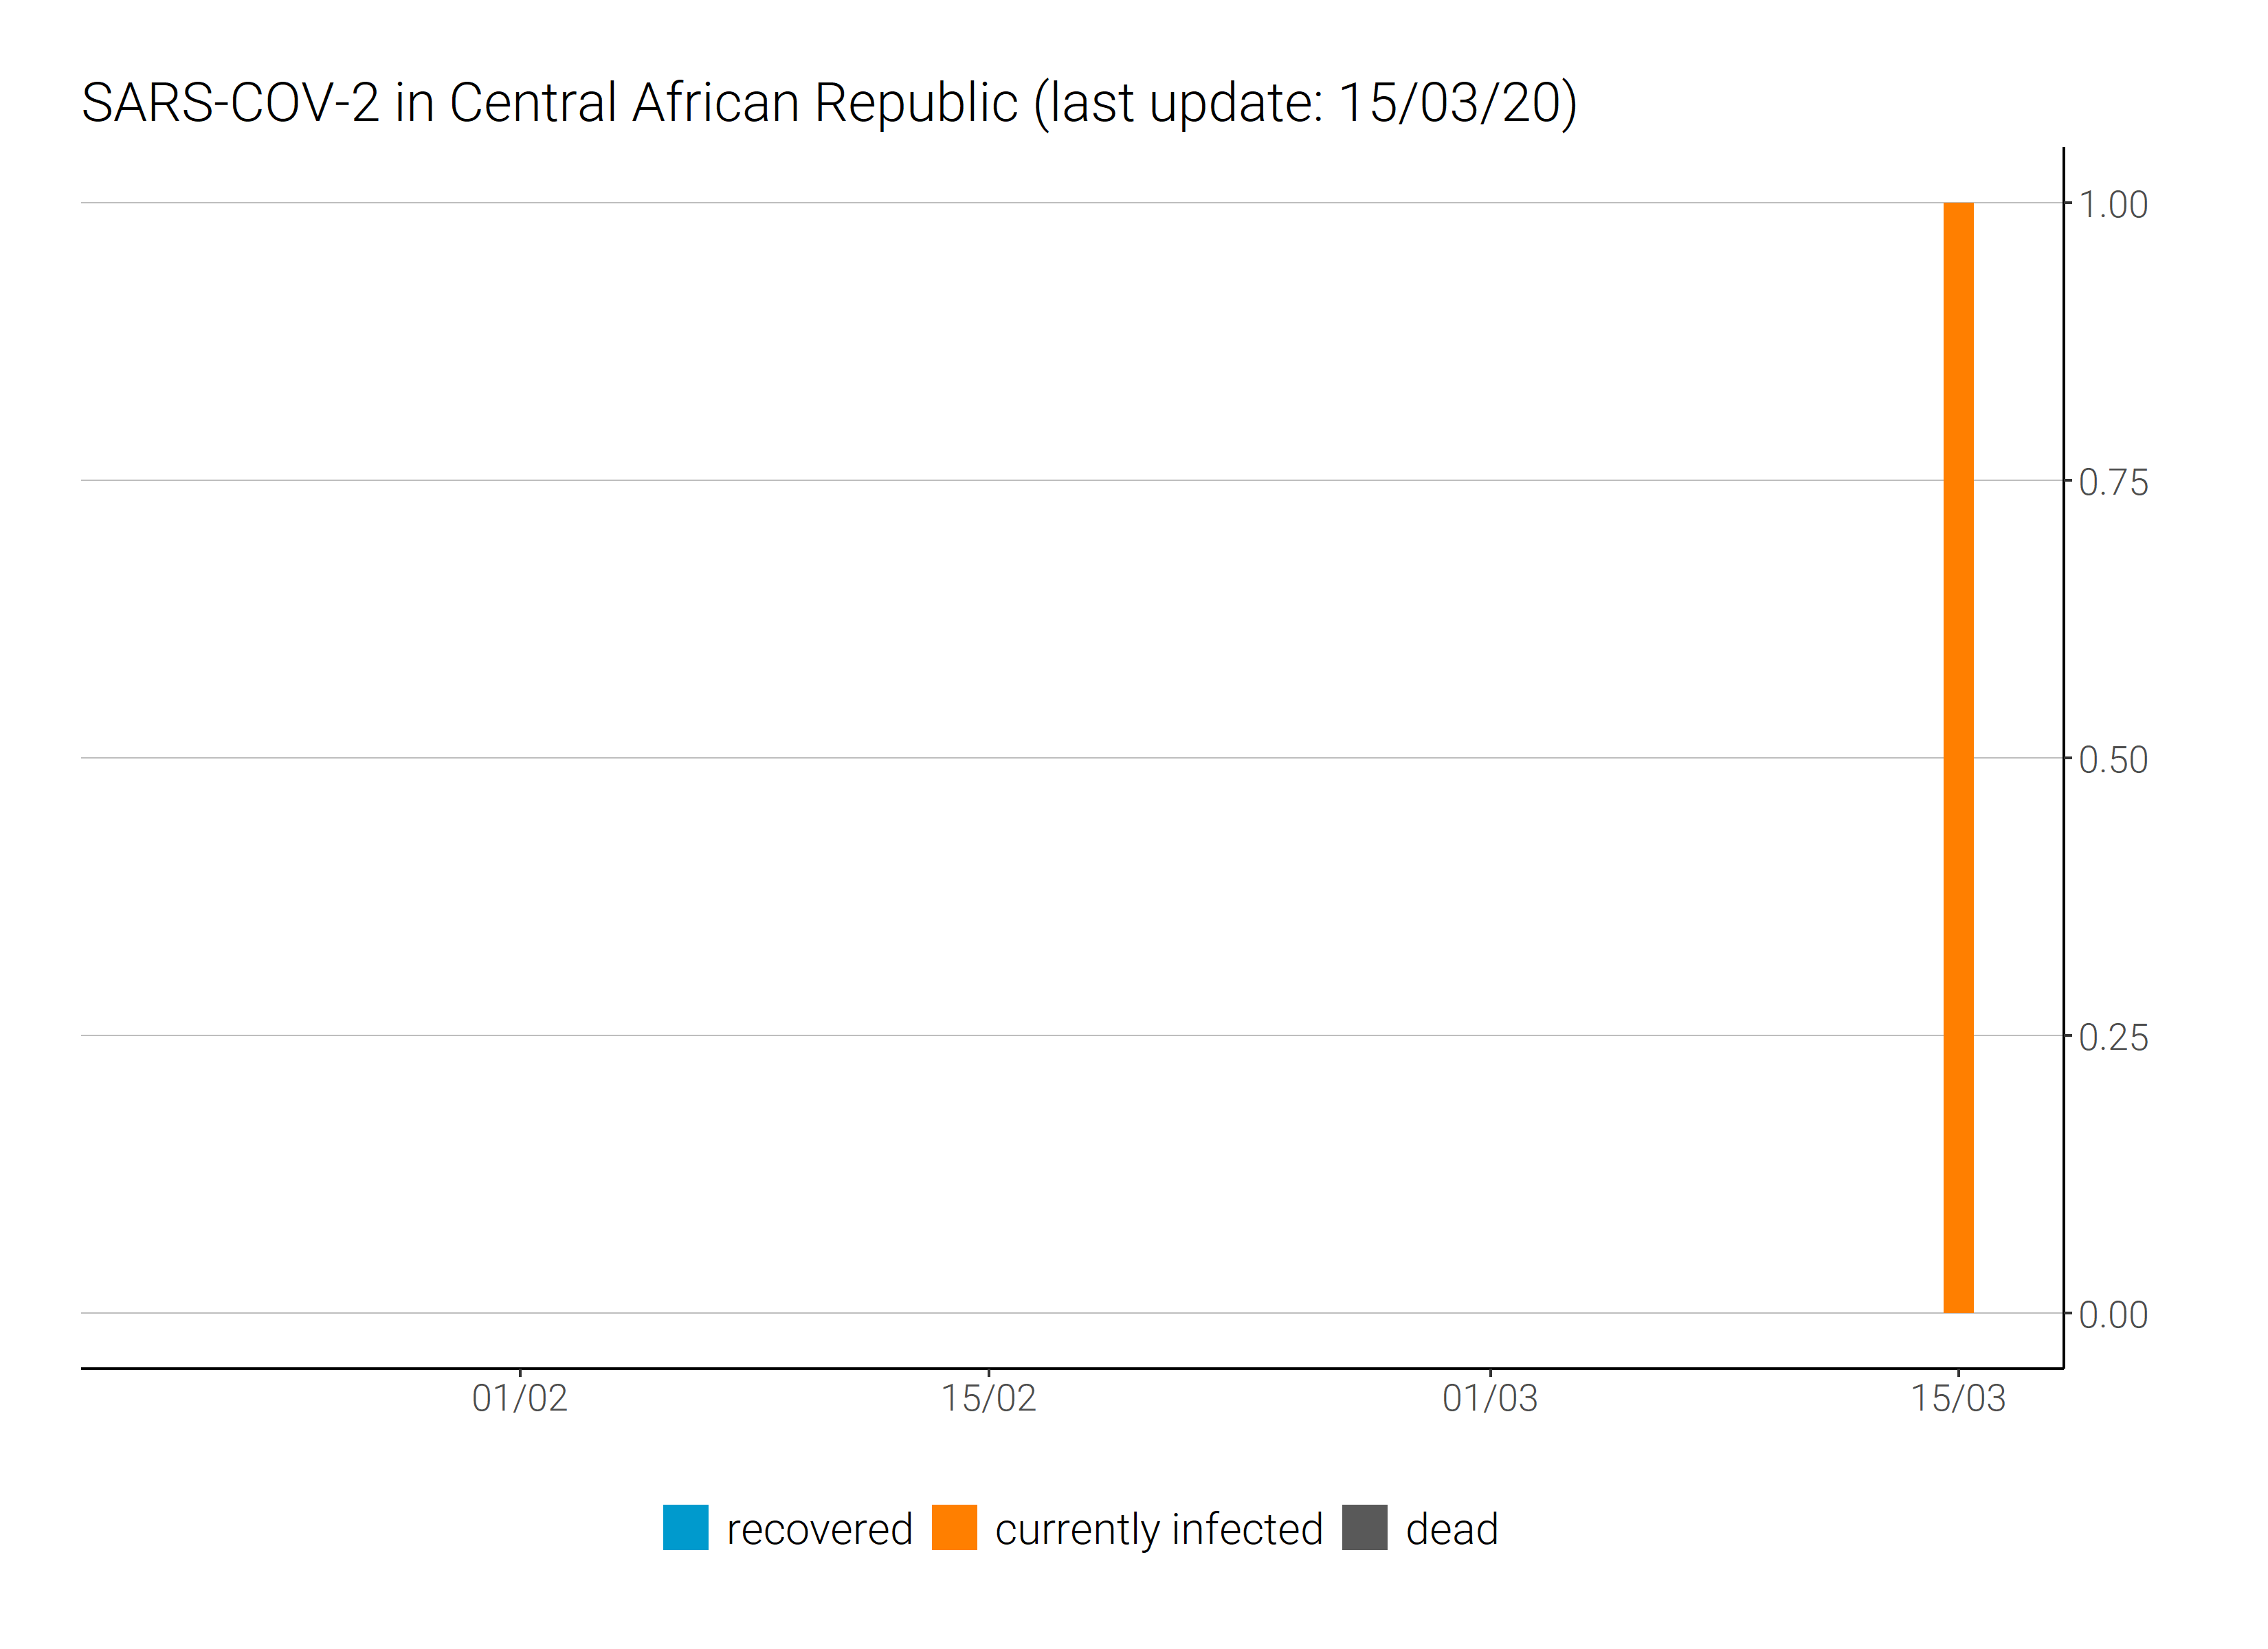 SARS-COV-2 in Central African Republic (last update: 15/03/20)
1.00
0.75
0.50
0.25
0.00
01/02 15/02 01/03 15/03
recovered currently infected dead